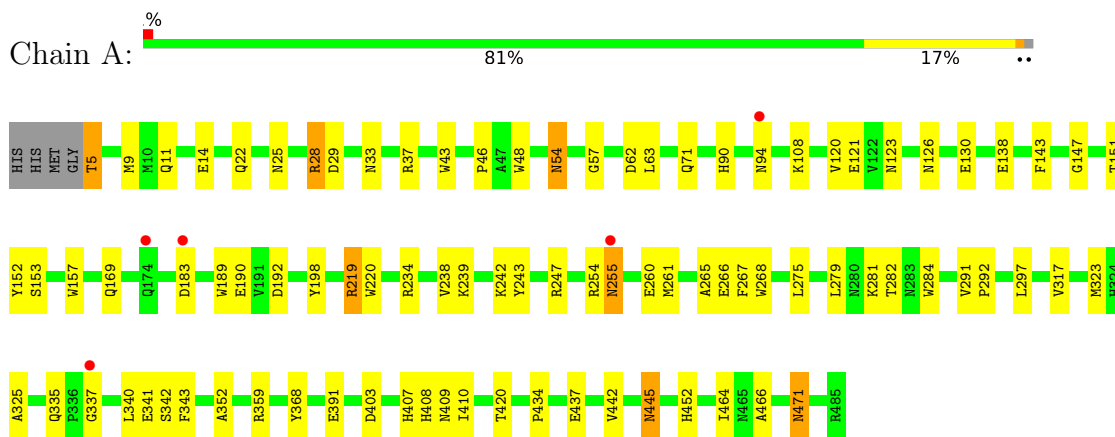 .%
Chain A:
81% 17% ••
HIS HIS MET GLY T5 M9 M10 Q11 E14 Q22 N25 R28 D29 N33 R37 W43 P46 A47 W48 N54 G57 D62 L63 Q71 H90 N94 K108 V120 E121 V122 N123 N126 E130 E138 F143 G147 T151
Y152 S153 W157 Q169 Q174 D183 W189 E190 V191 D192 Y198 R219 W220 R234 V238 K239 K242 Y243 R247 R254 N255 E260 M261 A265 E266 F267 W268 L275 L279 N280 K281 T282 N283 W284 V291 P292 L297 V317 M323 H324
A325 Q335 P336 G337 L340 E341 S342 F343 A352 R359 Y368 E391 D403 H407 H408 N409 I410 T420 P434 E437 V442 N445 H452 I464 N465 A466 N471 R485